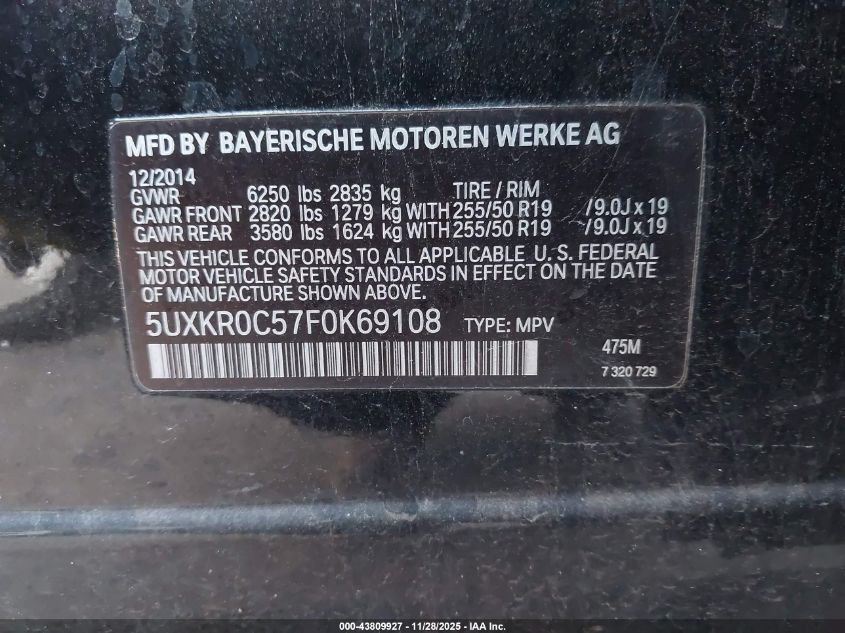 MFD BY BAYERISCHE MOTOREN WERKE AG
12/2014
GVWR 6250 lbs 2835 kg TIRE / RIM
GAWR FRONT 2820 lbs 1279 kg WITH 255/50 R19 /9.0J x 19
GAWR REAR 3580 lbs 1624 kg WITH 255/50 R19 /9.0J x 19
THIS VEHICLE CONFORMS TO ALL APPLICABLE U. S. FEDERAL
MOTOR VEHICLE SAFETY STANDARDS IN EFFECT ON THE DATE
OF MANUFACTURE SHOWN ABOVE.
5UXKR0C57F0K69108 TYPE: MPV
475M
7 320 729
000-43809927 - 11/28/2025 - IAA Inc.